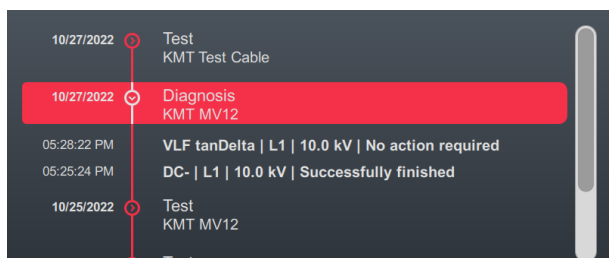 10/27/2022 Test
KMT Test Cable
10/27/2022 Diagnosis
KMT MV12
05:28:22 PM VLF tanDelta | L1 | 10.0 kV | No action required
05:25:24 PM DC- | L1 | 10.0 kV | Successfully finished
10/25/2022 Test
KMT MV12